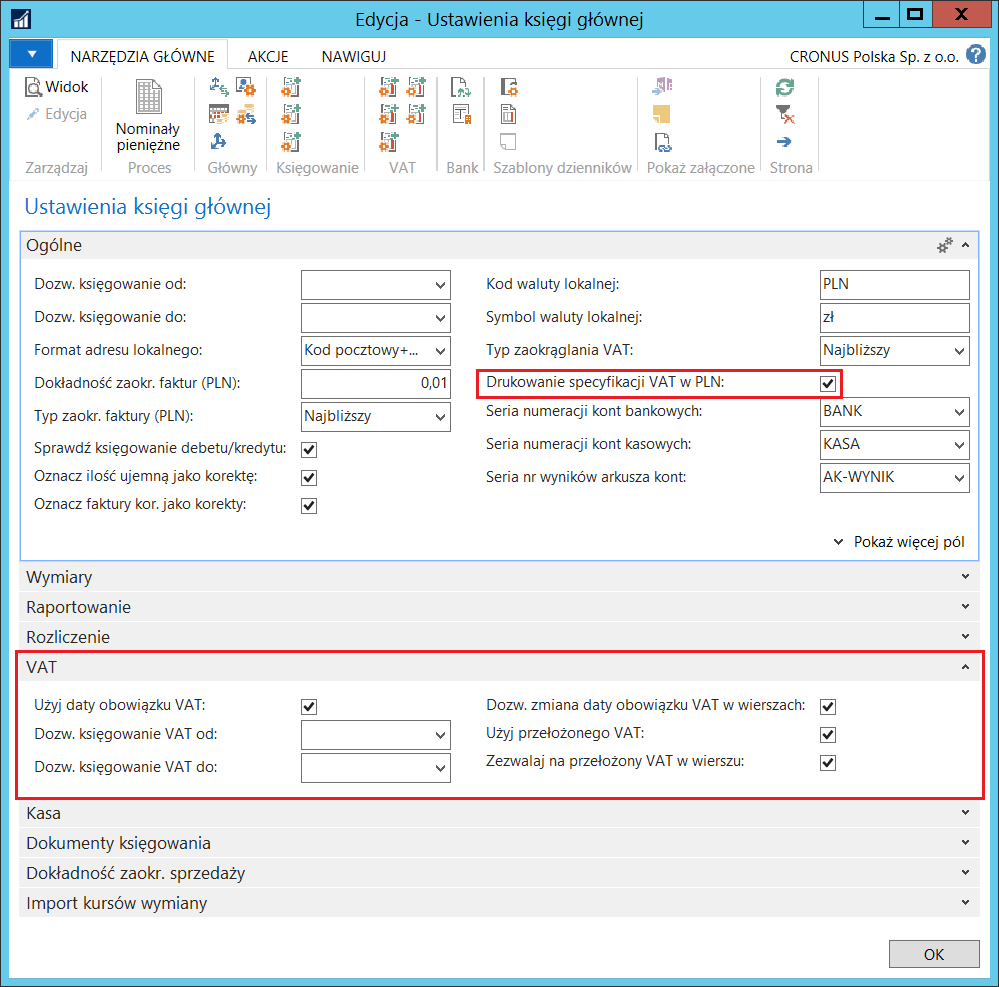 Edycja - Ustawienia księgi głównej
NARZĘDZIA GŁÓWNE AKCJE NAWIGUJ CRONUS Polska Sp. z o.o.
Widok
Edycja
Nominały
pieniężne
Zarządzaj Proces Główny Księgowanie VAT Bank Szablony dzienników Pokaż załączone Strona
Ustawienia księgi głównej
Ogólne
Dozw. księgowanie od:
Dozw. księgowanie do:
Format adresu lokalnego: Kod pocztowy+...
Dokładność zaokr. faktur (PLN): 0,01
Typ zaokr. faktury (PLN): Najbliższy
Sprawdź księgowanie debetu/kredytu:
Oznacz ilość ujemną jako korektę:
Oznacz faktury kor. jako korekty:
Kod waluty lokalnej: PLN
Symbol waluty lokalnej: zł
Typ zaokrąglania VAT: Najbliższy
Drukowanie specyfikacji VAT w PLN:
Seria numeracji kont bankowych: BANK
Seria numeracji kont kasowych: KASA
Seria nr wyników arkusza kont: AK-WYNIK
Pokaż więcej pól
Wymiary
Raportowanie
Rozliczenie
VAT
Użyj daty obowiązku VAT:
Dozw. księgowanie VAT od:
Dozw. księgowanie VAT do:
Dozw. zmiana daty obowiązku VAT w wierszach:
Użyj przełożonego VAT:
Zezwalaj na przełożony VAT w wierszu:
Kasa
Dokumenty księgowania
Dokładność zaokr. sprzedaży
Import kursów wymiany
OK